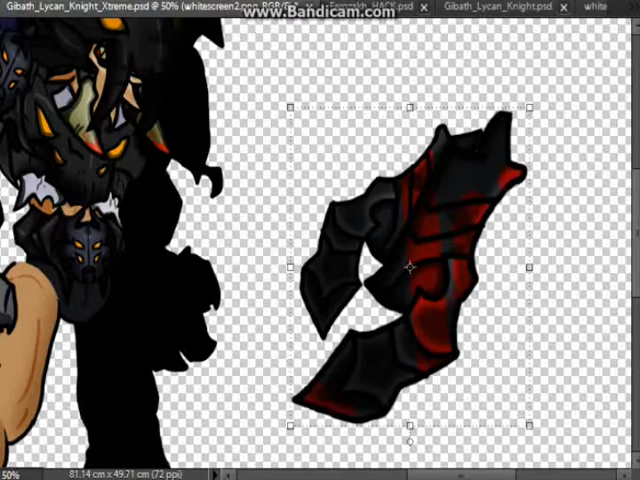 www.Bandicam.com
Gibath_Lycan_Knight_Xtreme.psd @ 50% (whitescreen2.png, RGB/8)
HACK.psd
Gibath_Lycan_Knight.psd
white
50%
81.14 cm x 49.71 cm (72 ppi)